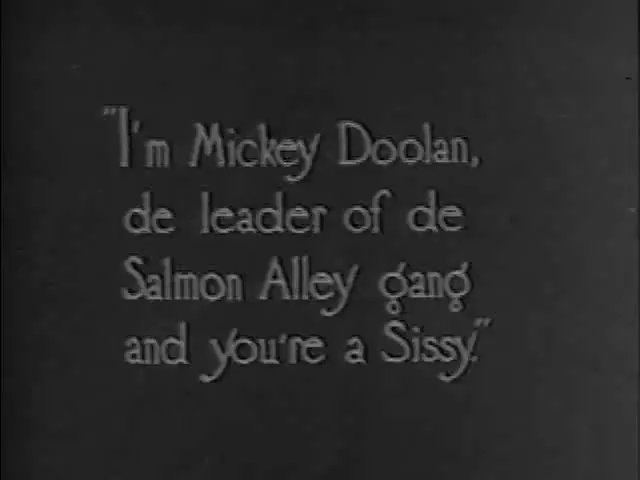 "I'm Mickey Doolan,
de leader of de
Salmon Alley gang
and you're a Sissy."